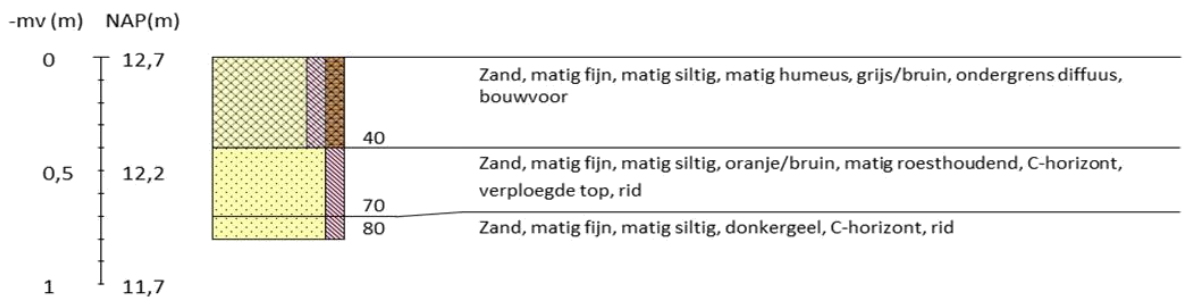 -mv (m) NAP(m)
0 12,7
Zand, matig fijn, matig siltig, matig humeus, grijs/bruin, ondergrens diffuus,
bouwvoor
40
Zand, matig fijn, matig siltig, oranje/bruin, matig roesthoudend, C-horizont,
0,5 12,2
verploegde top, rid
70
80 Zand, matig fijn, matig siltig, donkergeel, C-horizont, rid
1 11,7